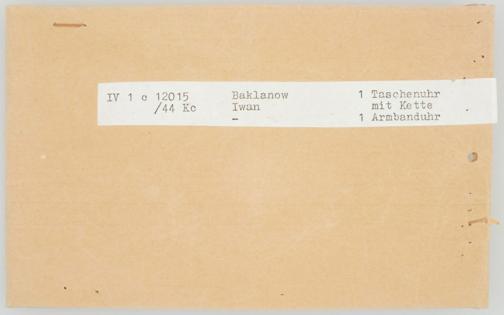 IV 1 c 12015 Baklanow 1 Taschenuhr
/44 Kc Iwan mit Kette
- 1 Armbanduhr